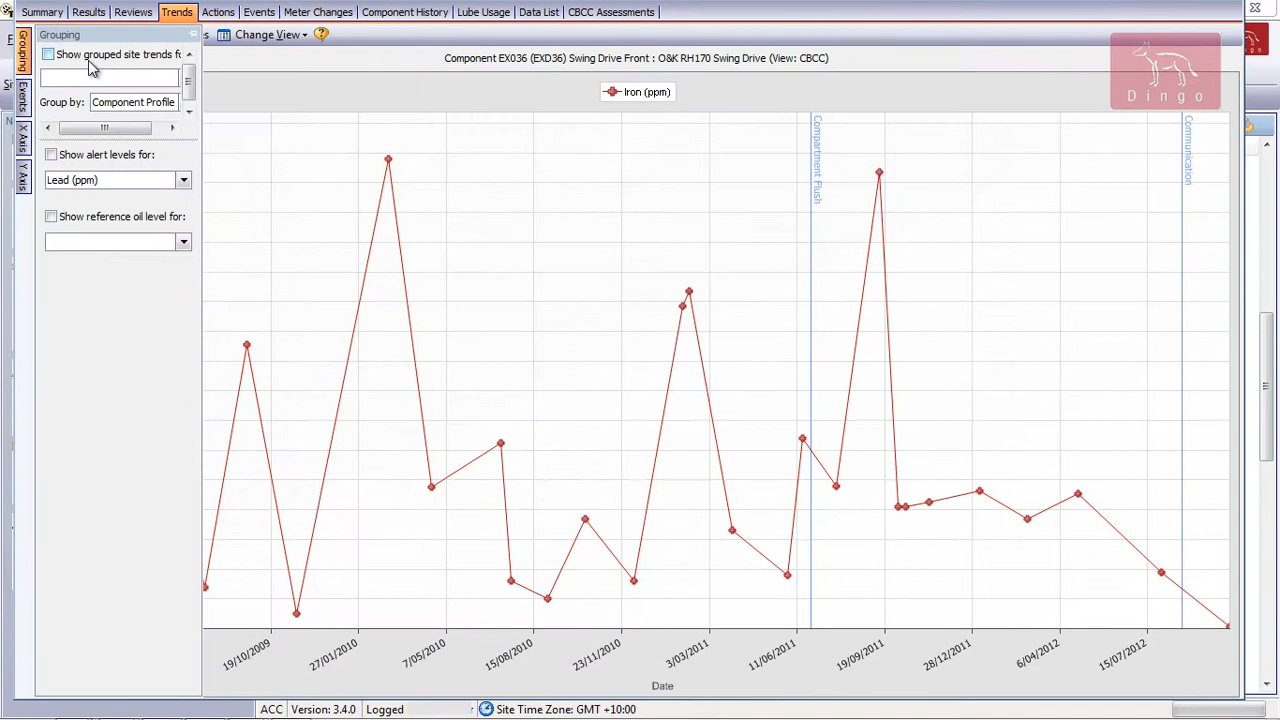 Summary Results Reviews Trends Actions Events Meter Changes Component History Lube Usage Data List CBCC Assessments
Grouping
Change View
Component EX036 (EXD36) Swing Drive Front : O&K RH170 Swing Drive (View: CBCC)
Iron (ppm)
Dingo
Grouping
Events
X Axis
Y Axis
Show grouped site trends fo
Group by: Component Profile
Show alert levels for:
Lead (ppm)
Show reference oil level for:
Compartment Flush
Communication
19/10/2009 27/01/2010 7/05/2010 15/08/2010 23/11/2010 3/03/2011 11/06/2011 19/09/2011 28/12/2011 6/04/2012 15/07/2012
Date
ACC Version: 3.4.0 Logged Site Time Zone: GMT +10:00